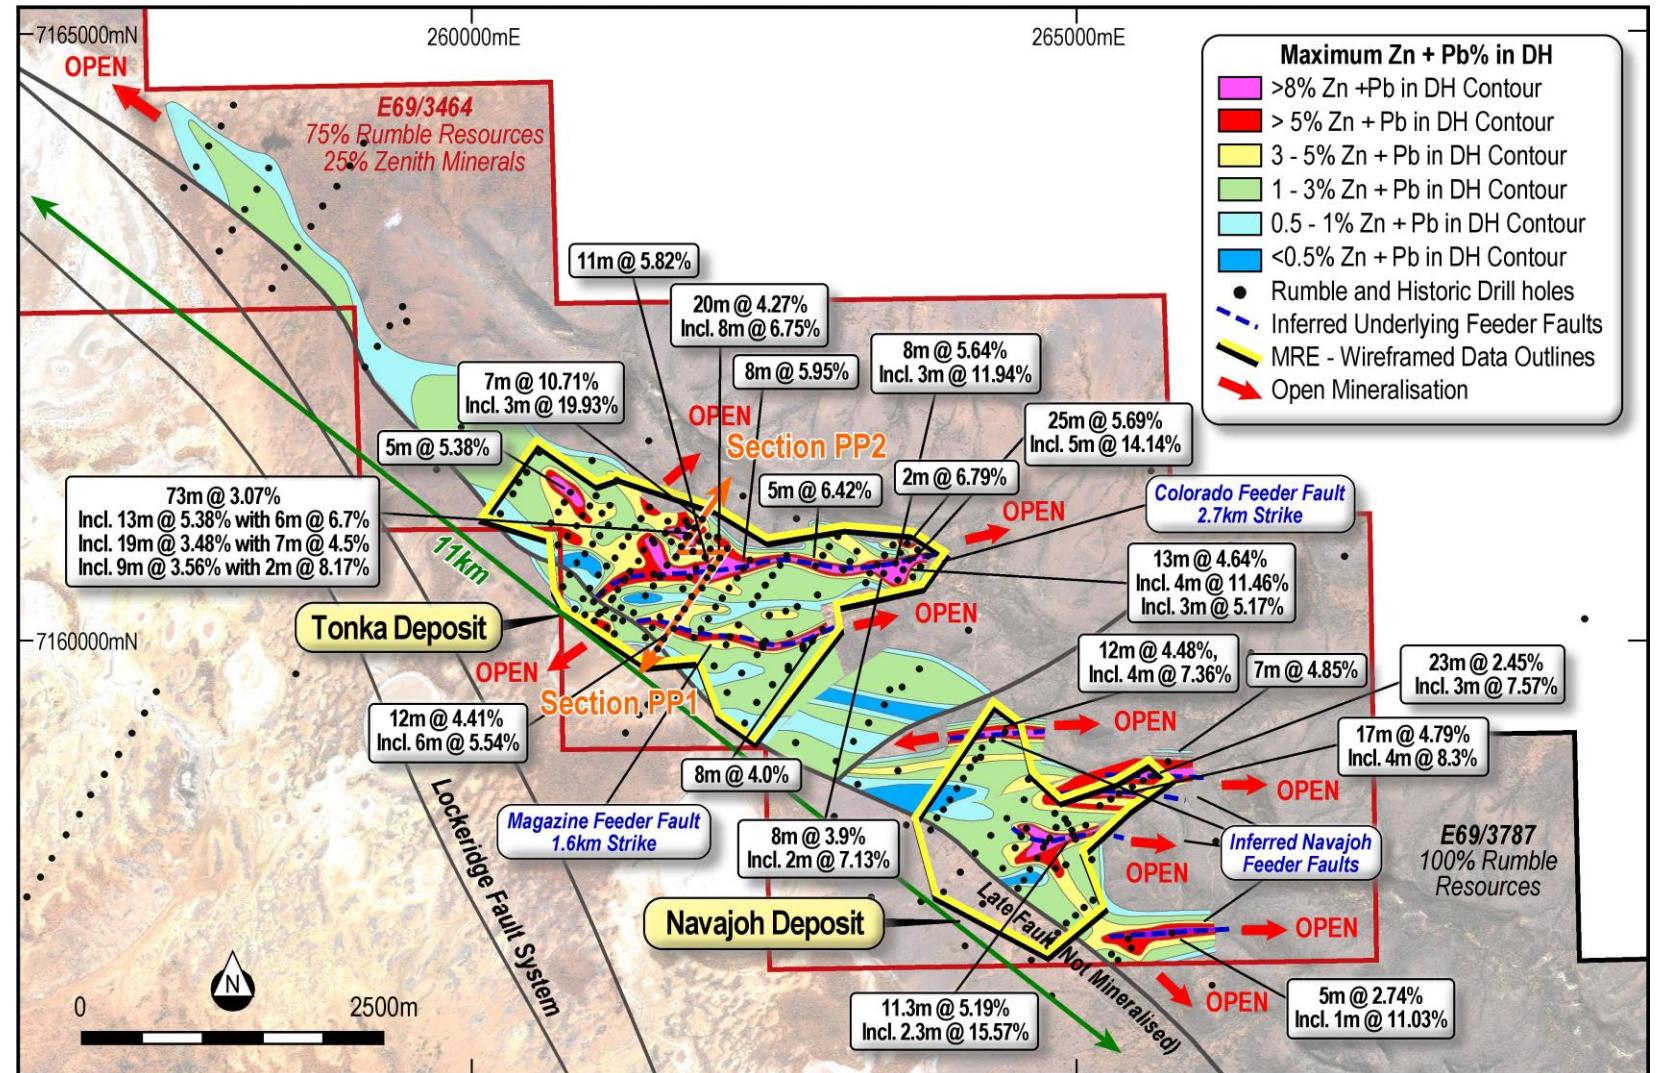 7165000mN
260000mE
265000mE
OPEN
E69/3464
75% Rumble Resources
25% Zenith Minerals
Maximum Zn + Pb% in DH
>8% Zn +Pb in DH Contour
> 5% Zn + Pb in DH Contour
3 - 5% Zn + Pb in DH Contour
1 - 3% Zn + Pb in DH Contour
0.5 - 1% Zn + Pb in DH Contour
<0.5% Zn + Pb in DH Contour
Rumble and Historic Drill holes
Inferred Underlying Feeder Faults
MRE - Wireframed Data Outlines
Open Mineralisation
11m @ 5.82%
20m @ 4.27%
Incl. 8m @ 6.75%
8m @ 5.95%
8m @ 5.64%
Incl. 3m @ 11.94%
7m @ 10.71%
Incl. 3m @ 19.93%
OPEN
25m @ 5.69%
Incl. 5m @ 14.14%
5m @ 5.38%
Section PP2
5m @ 6.42%
2m @ 6.79%
73m @ 3.07%
Incl. 13m @ 5.38% with 6m @ 6.7%
Incl. 19m @ 3.48% with 7m @ 4.5%
Incl. 9m @ 3.56% with 2m @ 8.17%
OPEN
Colorado Feeder Fault
2.7km Strike
11km
13m @ 4.64%
Incl. 4m @ 11.46%
Incl. 3m @ 5.17%
Tonka Deposit
OPEN
7160000mN
OPEN
12m @ 4.48%,
Incl. 4m @ 7.36%
7m @ 4.85%
23m @ 2.45%
Incl. 3m @ 7.57%
Section PP1
12m @ 4.41%
Incl. 6m @ 5.54%
OPEN
17m @ 4.79%
Incl. 4m @ 8.3%
8m @ 4.0%
OPEN
Magazine Feeder Fault
1.6km Strike
8m @ 3.9%
Incl. 2m @ 7.13%
OPEN
Inferred Navajoh
Feeder Faults
E69/3787
100% Rumble
Resources
Lockeridge Fault System
Navajoh Deposit
Late Fault (Not Mineralised)
OPEN
N
0
2500m
11.3m @ 5.19%
Incl. 2.3m @ 15.57%
OPEN
5m @ 2.74%
Incl. 1m @ 11.03%